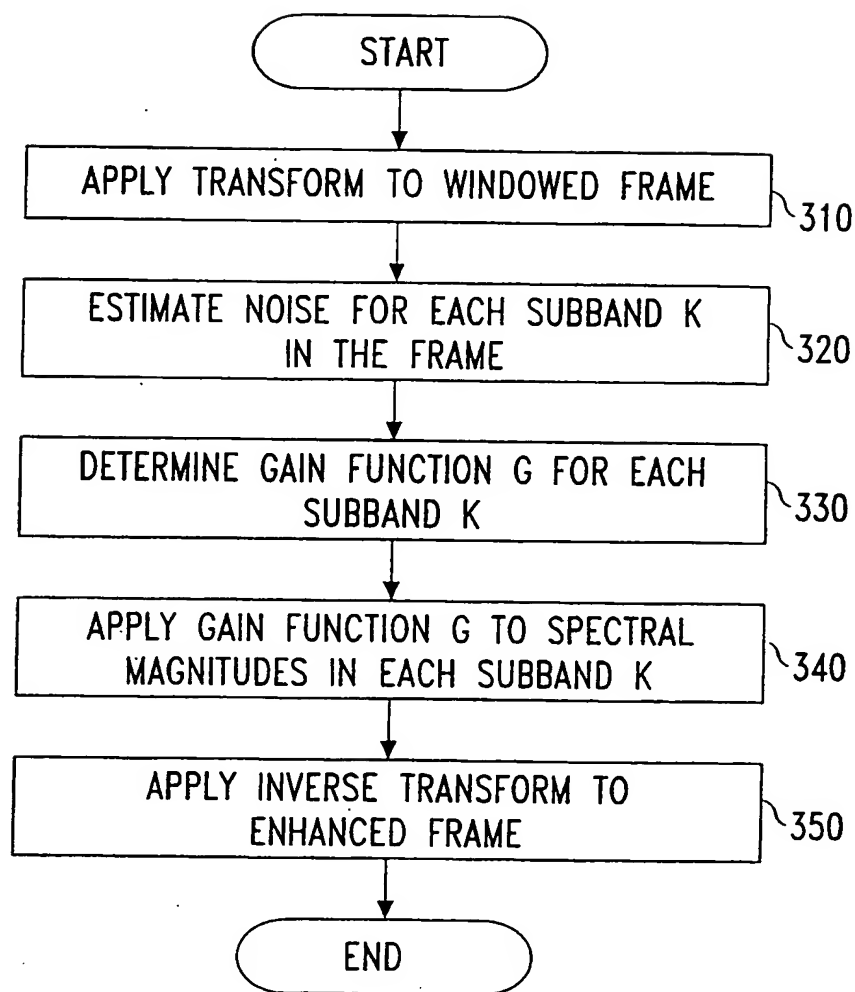 START
APPLY TRANSFORM TO WINDOWED FRAME
310
ESTIMATE NOISE FOR EACH SUBBAND K
IN THE FRAME
320
DETERMINE GAIN FUNCTION G FOR EACH
SUBBAND K
330
APPLY GAIN FUNCTION G TO SPECTRAL
MAGNITUDES IN EACH SUBBAND K
340
APPLY INVERSE TRANSFORM TO
ENHANCED FRAME
350
END